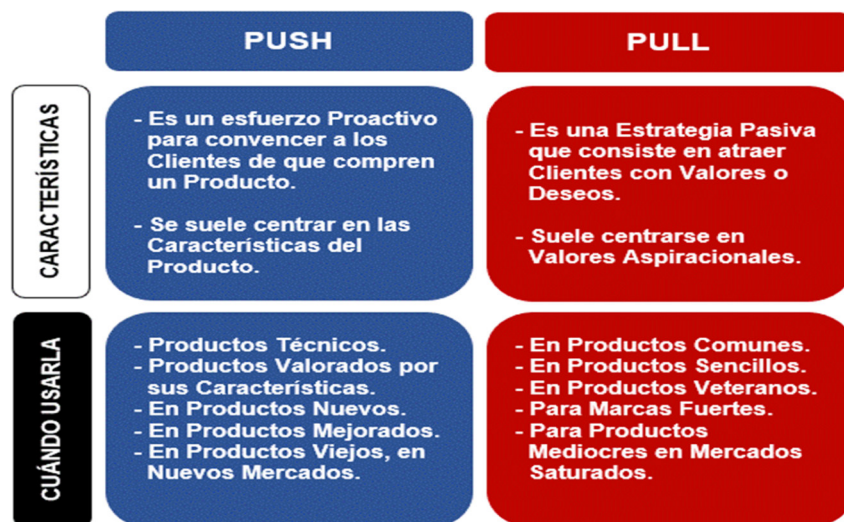 PUSH
PULL
CARACTERÍSTICAS
- Es un esfuerzo Proactivo
para convencer a los
Clientes de que compren
un Producto.
- Se suele centrar en las
Características del
Producto.
- Es una Estrategia Pasiva
que consiste en atraer
Clientes con Valores o
Deseos.
- Suele centrarse en
Valores Aspiracionales.
CUÁNDO USARLA
- Productos Técnicos.
- Productos Valorados por
sus Características.
- En Productos Nuevos.
- En Productos Mejorados.
- En Productos Viejos, en
Nuevos Mercados.
- En Productos Comunes.
- En Productos Sencillos.
- En Productos Veteranos.
- Para Marcas Fuertes.
- Para Productos
Mediocres en Mercados
Saturados.